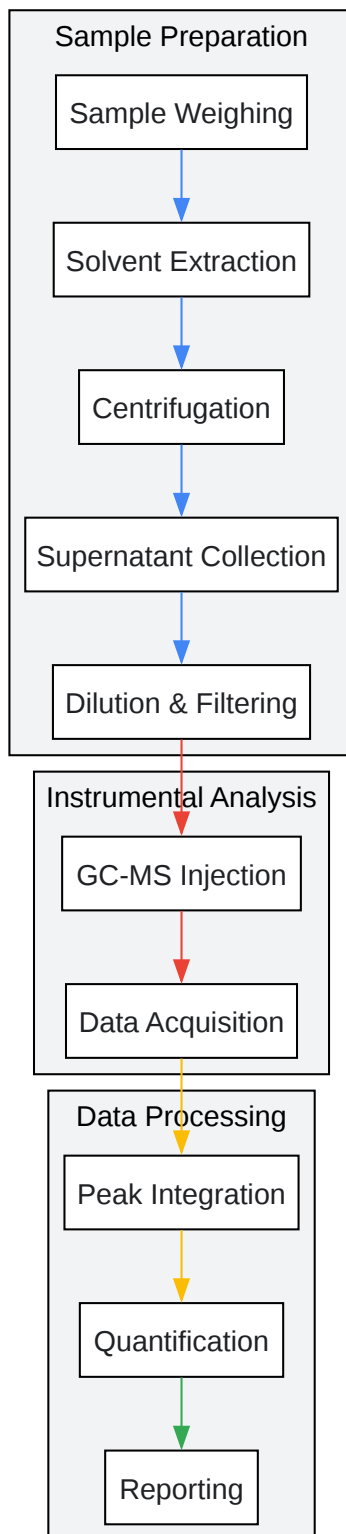 Sample Preparation
Sample Weighing
Solvent Extraction
Centrifugation
Supernatant Collection
Dilution & Filtering
Instrumental Analysis
GC-MS Injection
Data Acquisition
Data Processing
Peak Integration
Quantification
Reporting